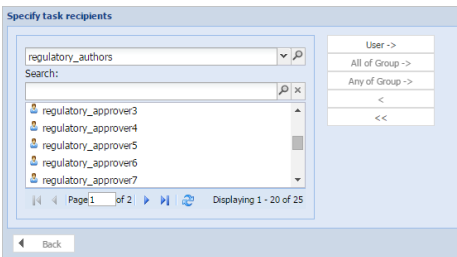 Specify task recipients
regulatory_authors
Search:
regulatory_approver3
regulatory_approver4
regulatory_approver5
regulatory_approver6
regulatory_approver7
Page 1 of 2 Displaying 1 - 20 of 25
User ->
All of Group ->
Any of Group ->
<
<<
Back